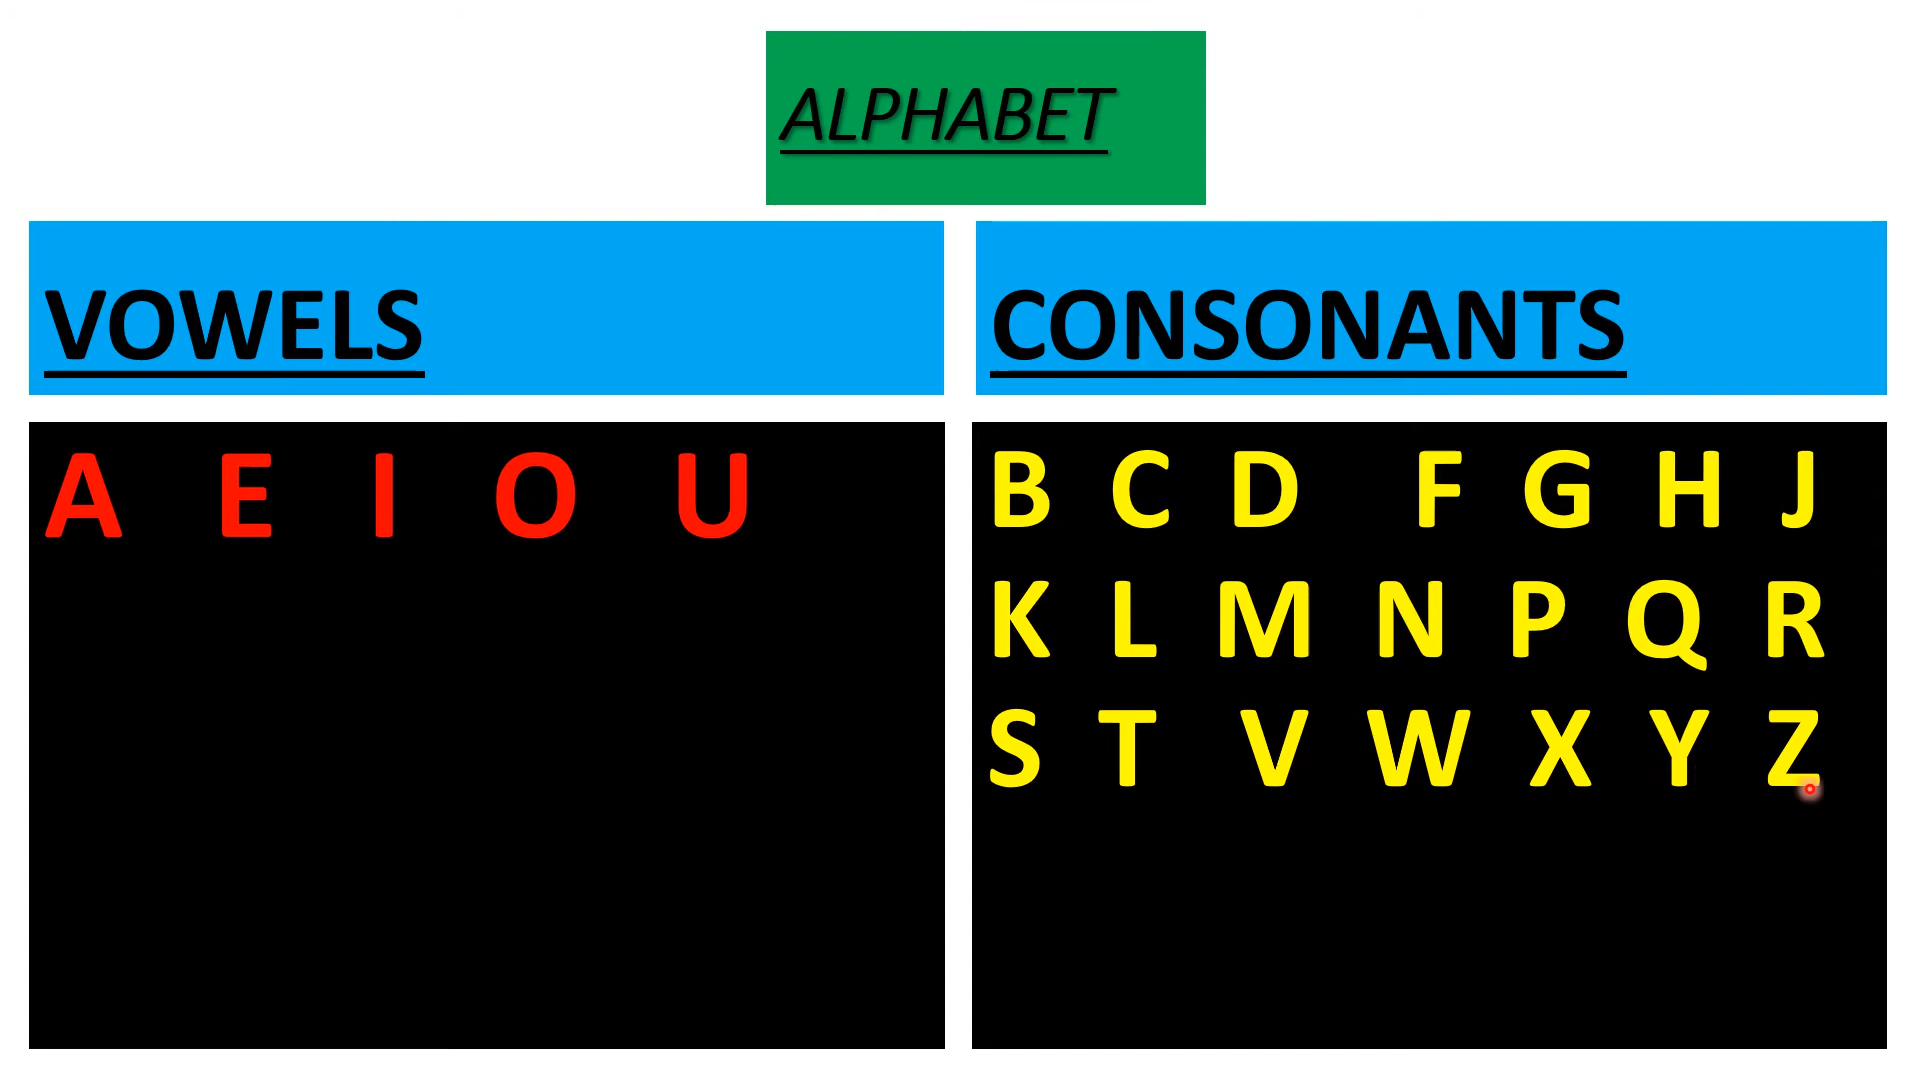 ALPHABET
VOWELS
CONSONANTS
A E I O U
B C D F G H J
K L M N P Q R
S T V W X Y Z